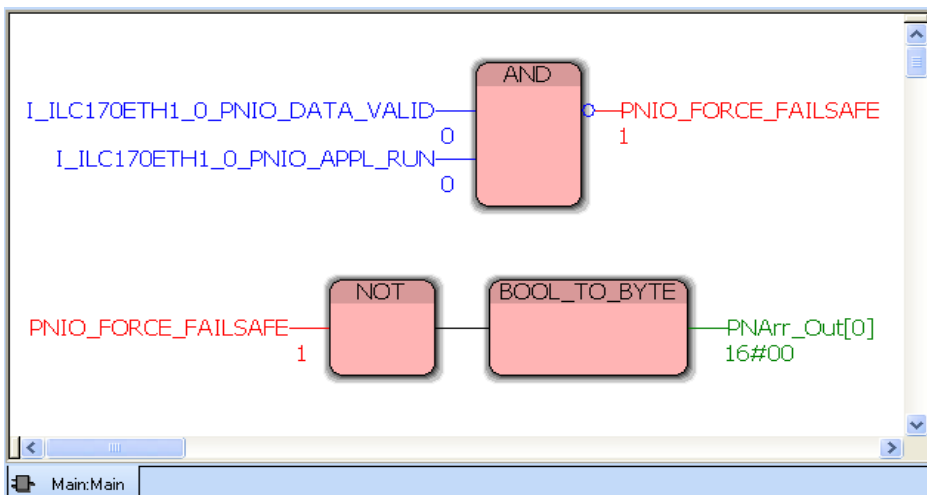 AND
I_ILC170ETH1_0_PNIO_DATA_VALID
0
PNIO_FORCE_FAILSAFE
1
I_ILC170ETH1_0_PNIO_APPL_RUN
0
NOT
BOOL_TO_BYTE
PNIO_FORCE_FAILSAFE
1
PNArr_Out[0]
16#00
Main:Main